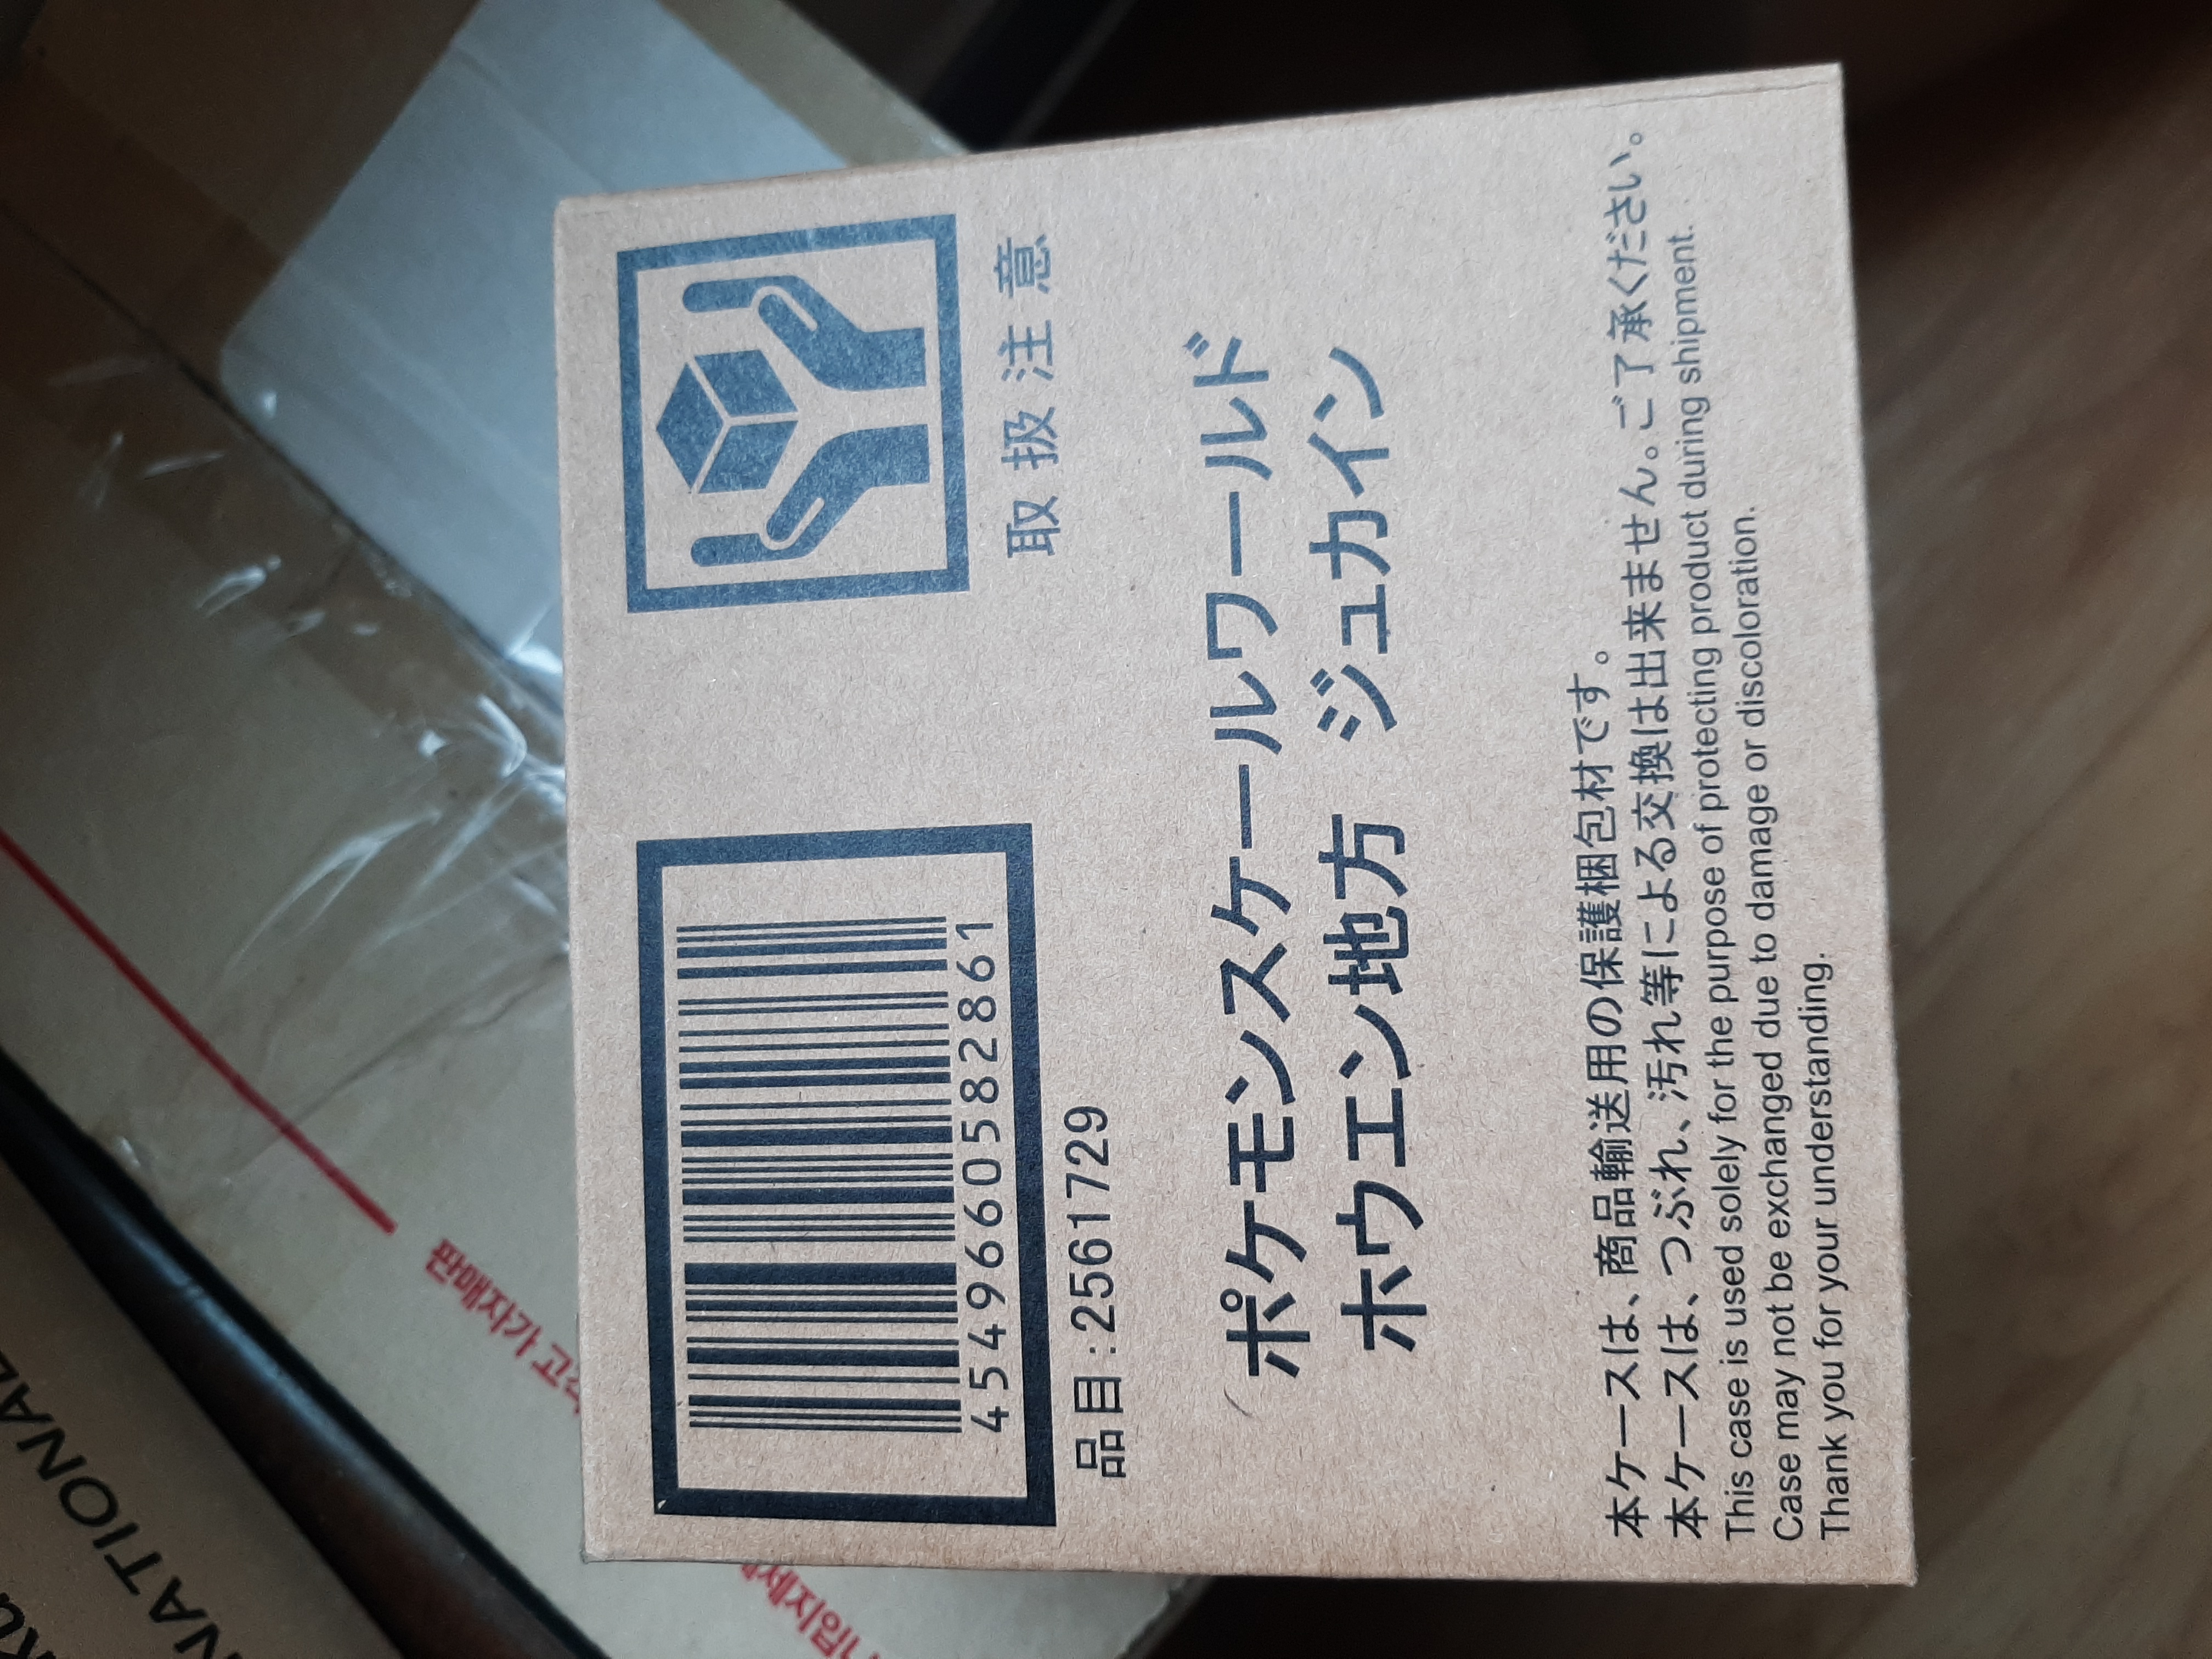 4549660582861
品目:2561729
取扱注意
ポケモンスケールワールド
ホウエン地方 ジュカイン
本ケースは、商品輸送用の保護梱包材です。
本ケースは、つぶれ、汚れ等による交換は出来ません。ご了承ください。
This case is used solely for the purpose of protecting product during shipment.
Case may not be exchanged due to damage or discoloration.
Thank you for your understanding.
판매자가
NATIONAL